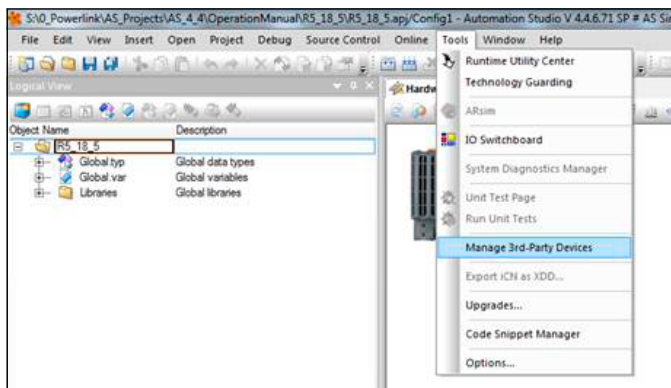 S:\0_Powerlink\AS_Projects\AS_4_4\OperationManual\R5_18_5\R5_18_5.apj/Config1 - Automation Studio V 4.4.6.71 SP # AS Si
File Edit View Insert Open Project Debug Source Control Online Tools Window Help
Logical View
Object Name Description
R5_18_5
Global.typ Global data types
Global.var Global variables
Libraries Global libraries
Hardw
Runtime Utility Center
Technology Guarding
ARsim
IO Switchboard
System Diagnostics Manager
Unit Test Page
Run Unit Tests
Manage 3rd-Party Devices
Export iCN as XDD...
Upgrades...
Code Snippet Manager
Options...